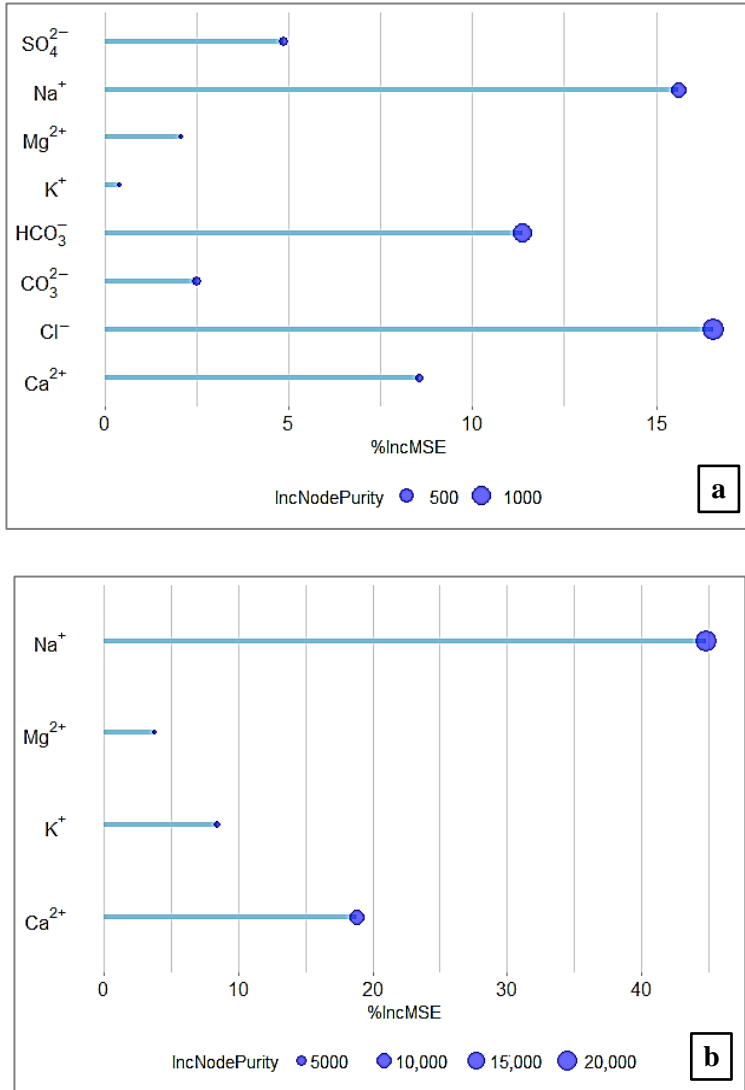 SO₄²⁻
Na⁺
Mg²⁺
K⁺
HCO₃⁻
CO₃²⁻
Cl⁻
Ca²⁺
0 5 10 15
%IncMSE
IncNodePurity 500 1000
a
Na⁺
Mg²⁺
K⁺
Ca²⁺
0 10 20 30 40
%IncMSE
IncNodePurity 5000 10,000 15,000 20,000
b